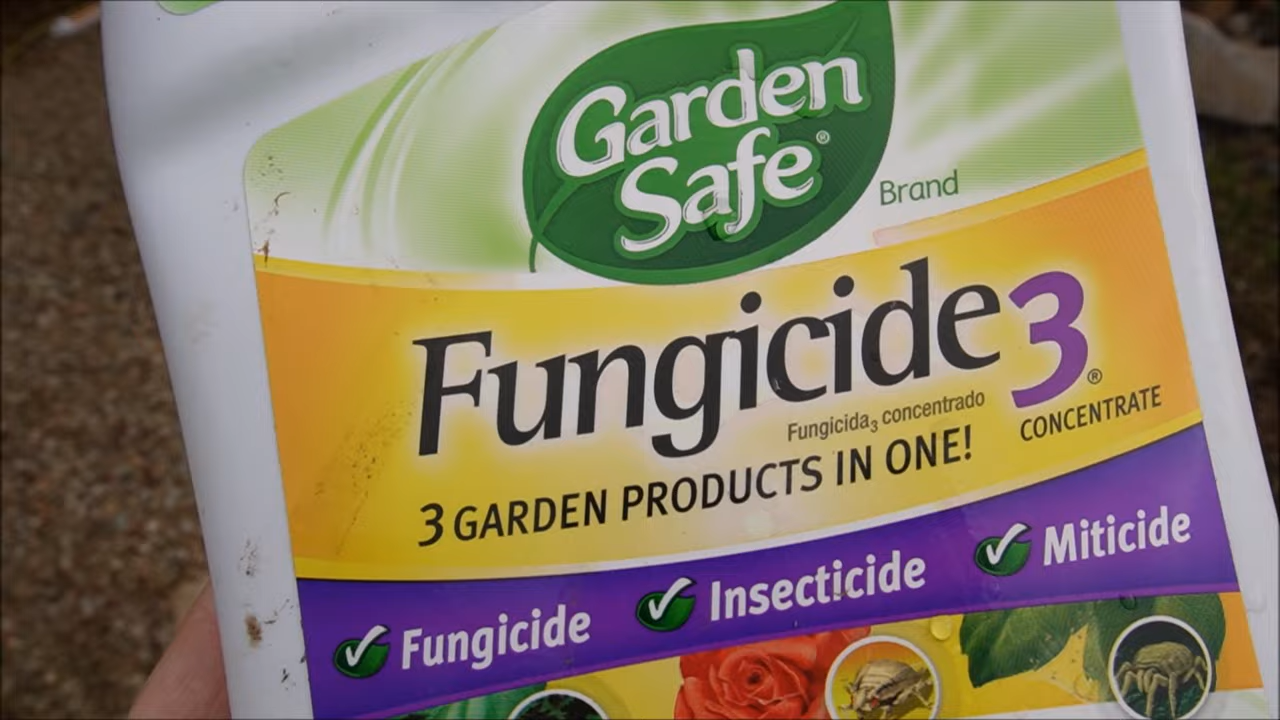 Garden
Safe®
Brand
Fungicide3®
Fungicida3 concentrado
CONCENTRATE
3 GARDEN PRODUCTS IN ONE!
Fungicide
Insecticide
Miticide